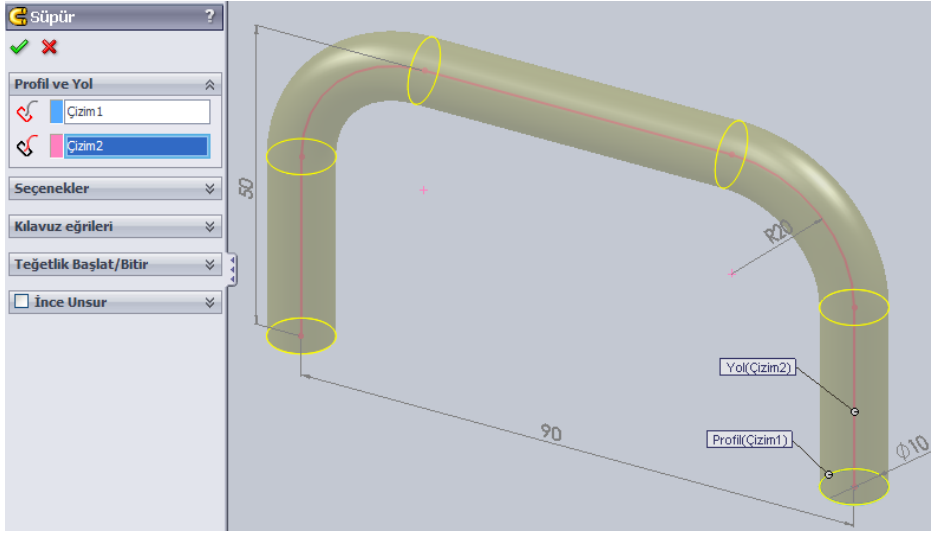 Süpür ?
Profil ve Yol
Çizim1
Çizim2
Seçenekler
Kılavuz eğrileri
Teğetlik Başlat/Bitir
İnce Unsur
50
R20
Yol(Çizim2)
90
Profil(Çizim1)
Ø10